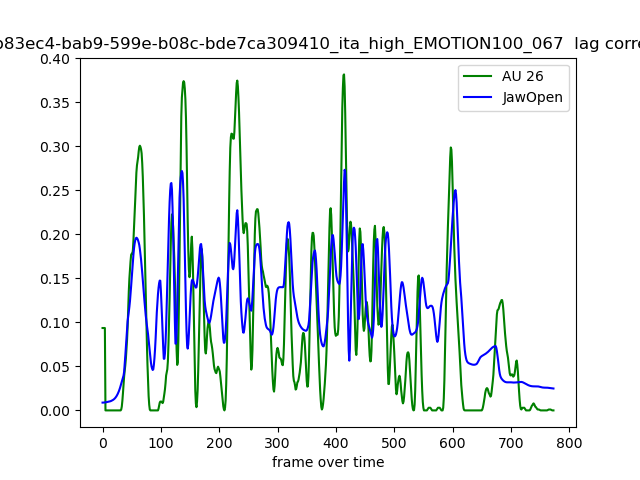 b83ec4-bab9-599e-b08c-bde7ca309410_ita_high_EMOTION100_067 lag corre
0.40
AU 26
JawOpen
0.35
0.30
0.25
0.20
0.15
0.10
0.05
0.00
0 100 200 300 400 500 600 700 800
frame over time